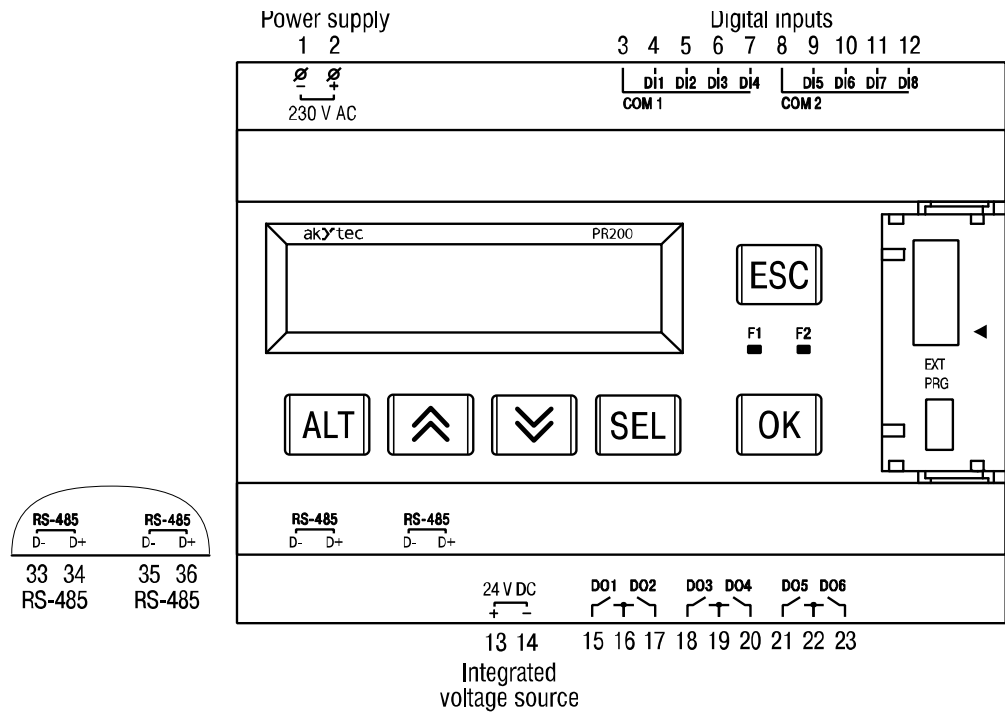 Power supply
Digital inputs
1 2
3 4 5 6 7 8 9 10 11 12
- +
DI1 DI2 DI3 DI4 DI5 DI6 DI7 DI8
230 V AC
COM 1 COM 2
akYtec PR200
ESC
F1 F2
EXT
PRG
ALT SEL OK
RS-485 RS-485
D- D+ D- D+
33 34 35 36
RS-485 RS-485
RS-485 RS-485
D- D+ D- D+
24 V DC
+ -
DO1 DO2 DO3 DO4 DO5 DO6
13 14 15 16 17 18 19 20 21 22 23
Integrated
voltage source